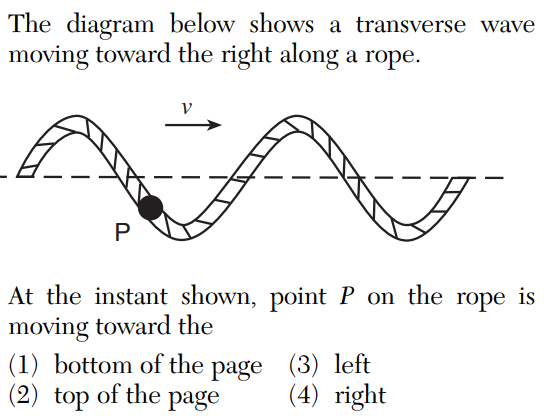 The diagram below shows a transverse wave
moving toward the right along a rope.
v
P
At the instant shown, point P on the rope is
moving toward the
(1) bottom of the page (3) left
(2) top of the page (4) right